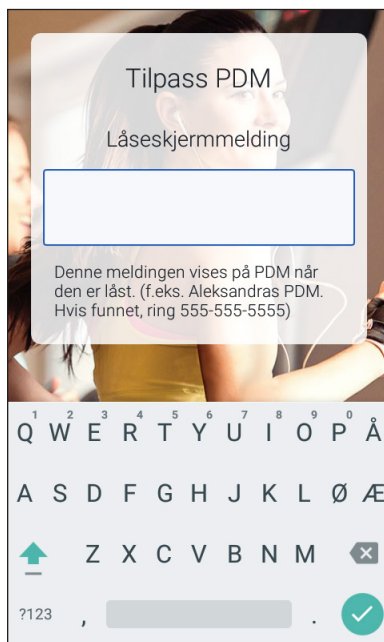 Tilpass PDM
Låseskjermmelding
Denne meldingen vises på PDM når
den er låst. (f.eks. Aleksandras PDM.
Hvis funnet, ring 555-555-5555)
1 2 3 4 5 6 7 8 9 0
Q W E R T Y U I O P Å
A S D F G H J K L Ø Æ
Z X C V B N M
?123 , .